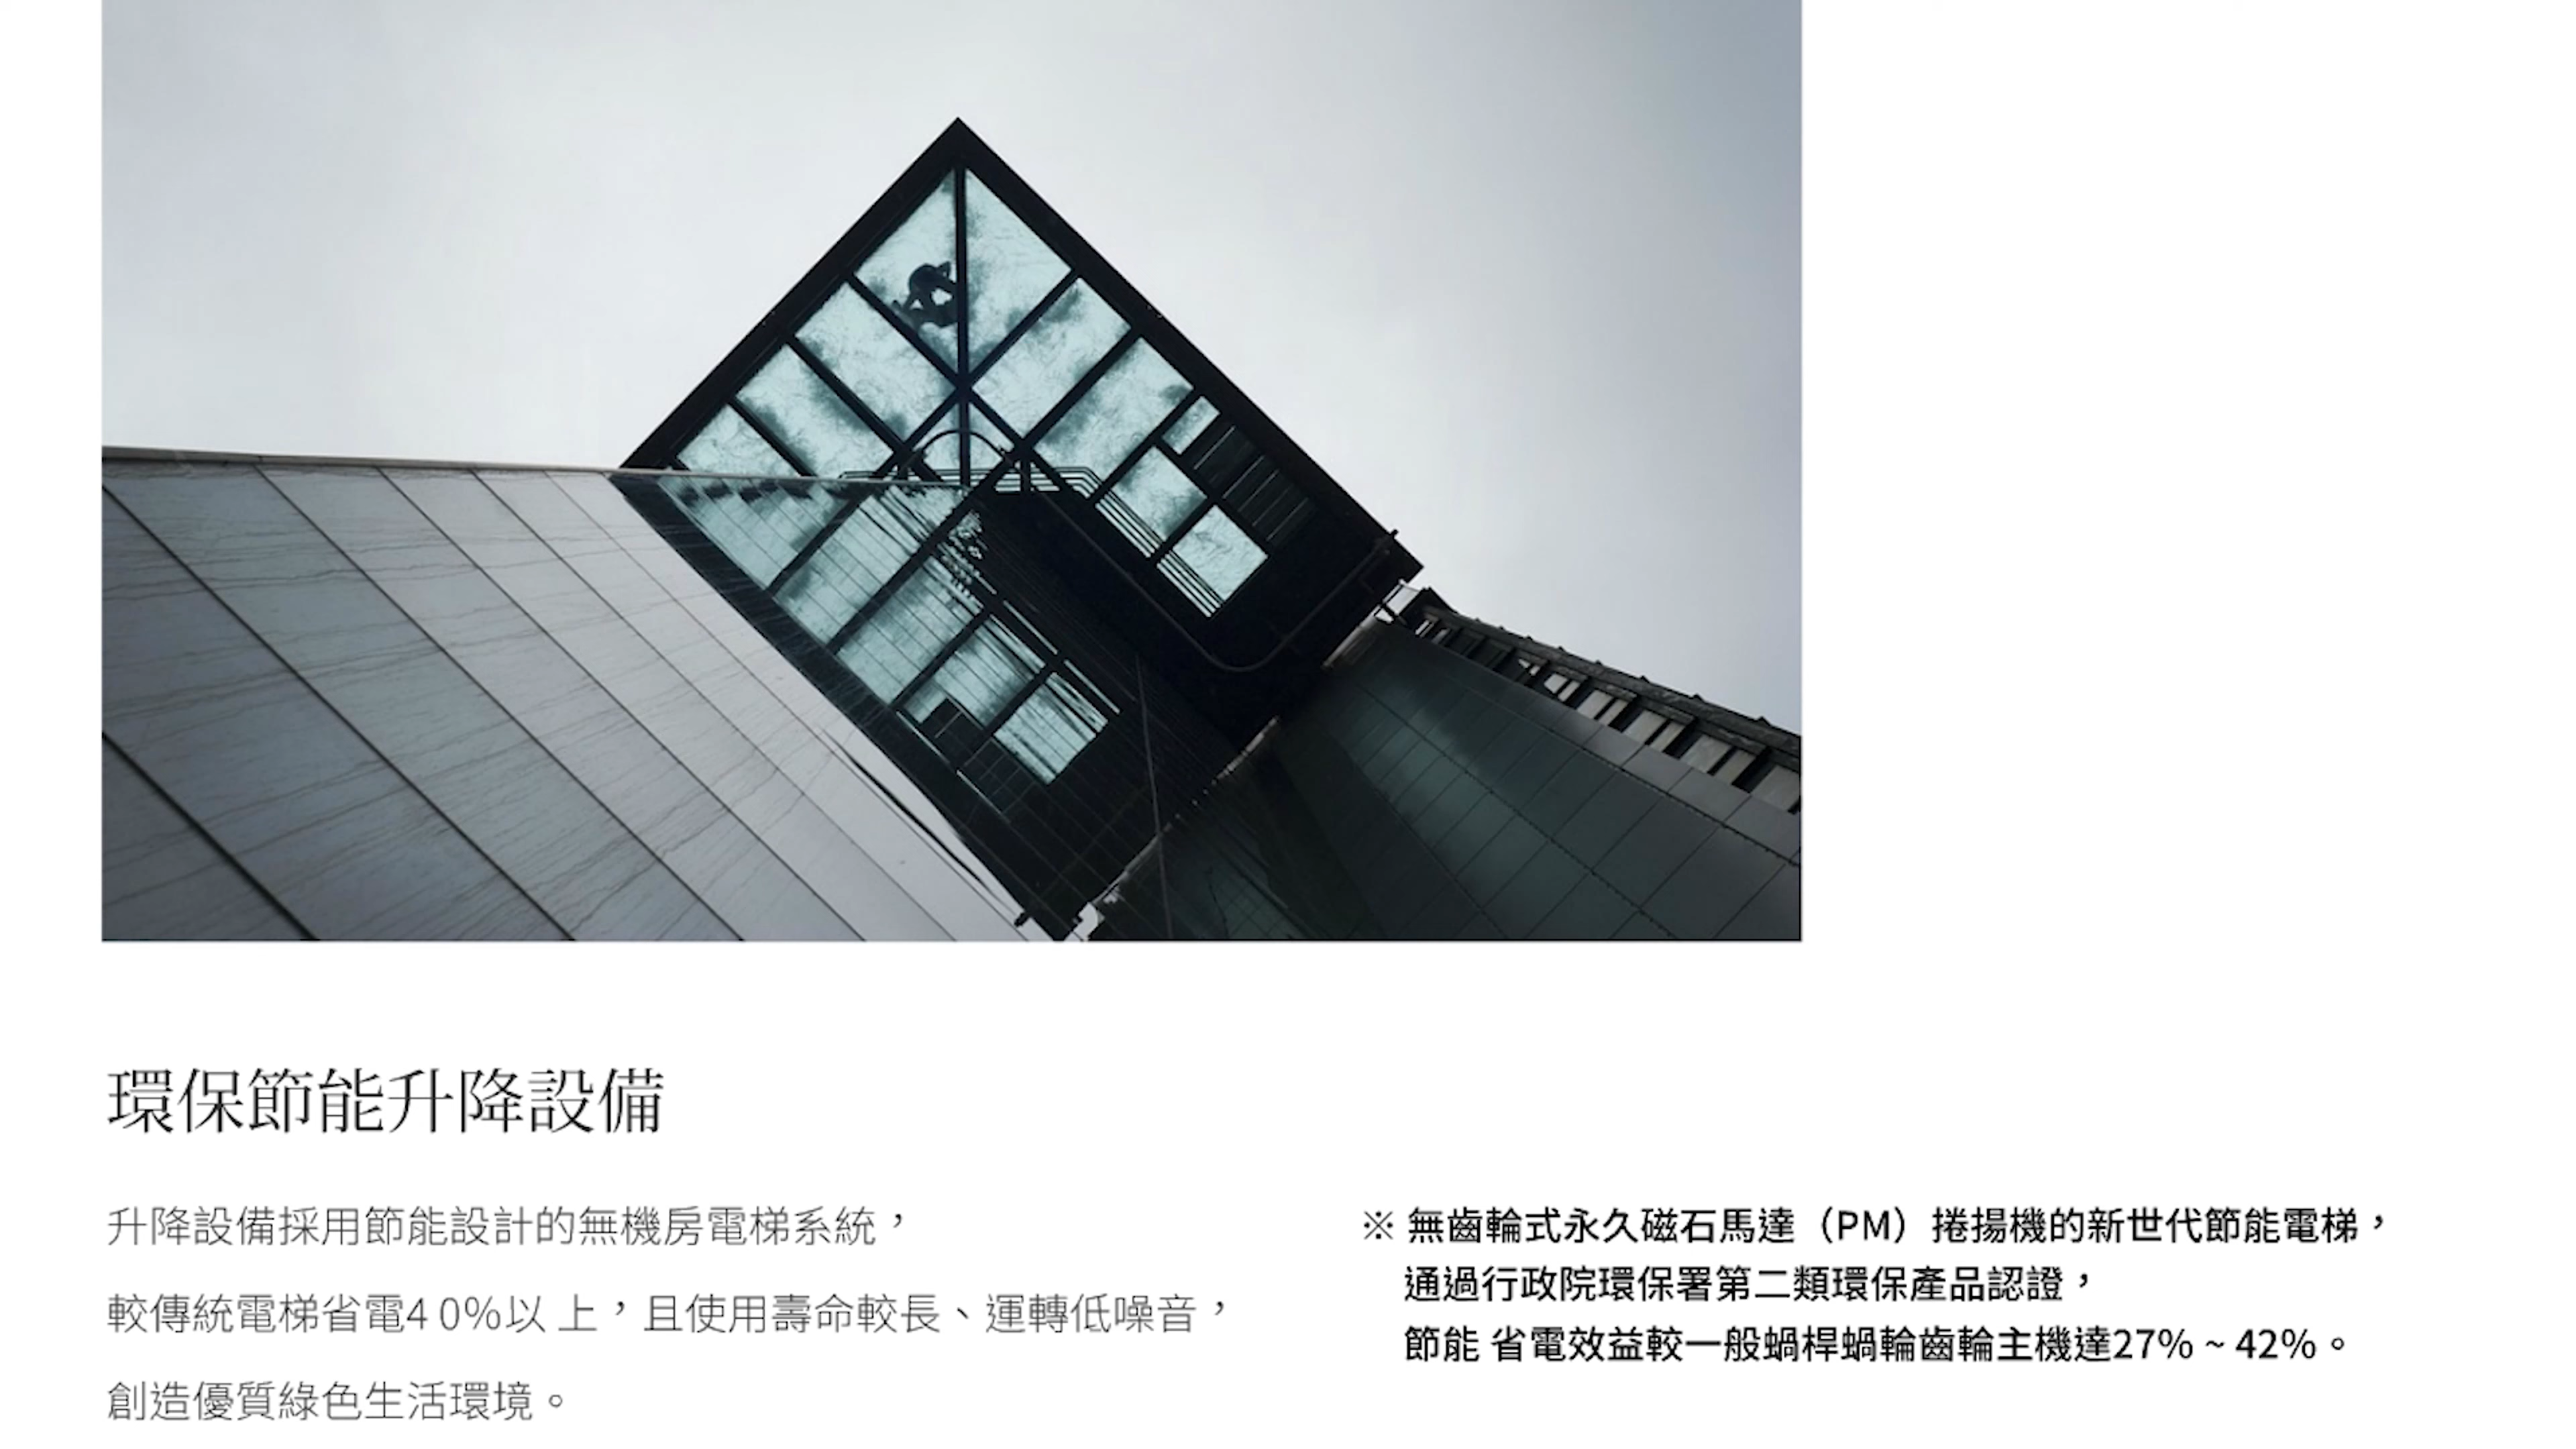 環保節能升降設備
升降設備採用節能設計的無機房電梯系統，
較傳統電梯省電4 0%以 上，且使用壽命較長、運轉低噪音，
創造優質綠色生活環境。
※ 無齒輪式永久磁石馬達（PM）捲揚機的新世代節能電梯，
通過行政院環保署第二類環保產品認證，
節能 省電效益較一般蝸桿蝸輪齒輪主機達27% ~ 42%。